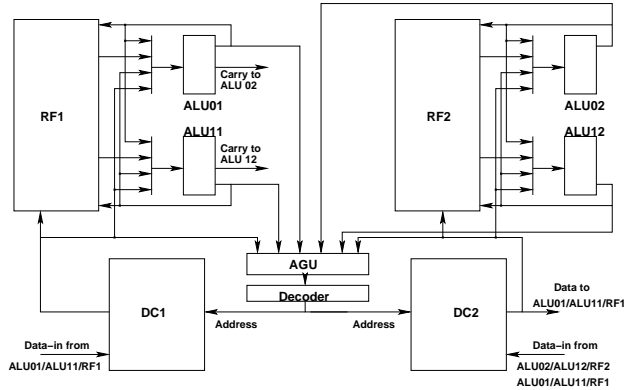 RF1
ALU01
Carry to
ALU 02
ALU11
Carry to
ALU 12
RF2
ALU02
ALU12
AGU
Decoder
DC1
Address
Address
DC2
Data to
ALU01/ALU11/RF1
Data-in from
ALU01/ALU11/RF1
Data-in from
ALU02/ALU12/RF2
ALU01/ALU11/RF1